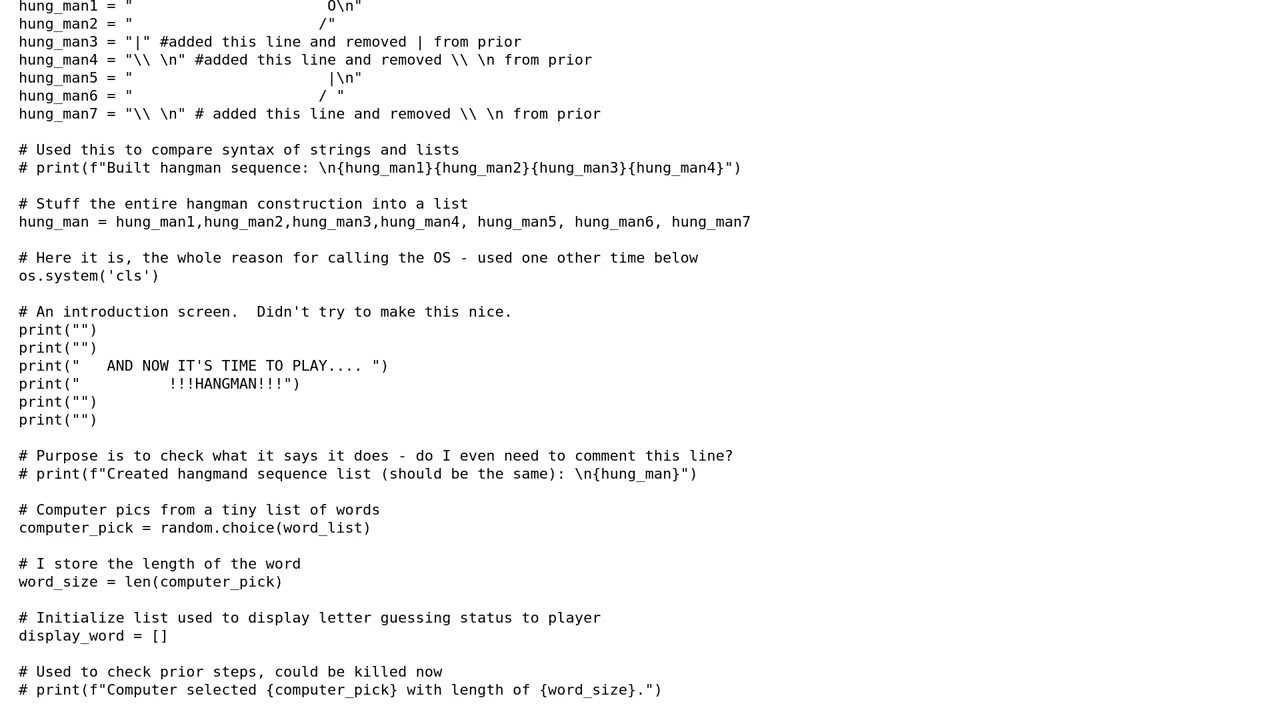 hung_man1 = "                      O\n"
hung_man2 = "                     /"
hung_man3 = "|" #added this line and removed | from prior
hung_man4 = "\\ \n" #added this line and removed \\ \n from prior
hung_man5 = "                      |\n"
hung_man6 = "                     / "
hung_man7 = "\\ \n" # added this line and removed \\ \n from prior

# Used this to compare syntax of strings and lists
# print(f"Built hangman sequence: \n{hung_man1}{hung_man2}{hung_man3}{hung_man4}")

# Stuff the entire hangman construction into a list
hung_man = hung_man1,hung_man2,hung_man3,hung_man4, hung_man5, hung_man6, hung_man7

# Here it is, the whole reason for calling the OS - used one other time below
os.system('cls')

# An introduction screen.  Didn't try to make this nice.
print("")
print("")
print("   AND NOW IT'S TIME TO PLAY.... ")
print("          !!!HANGMAN!!!")
print("")
print("")

# Purpose is to check what it says it does - do I even need to comment this line?
# print(f"Created hangmand sequence list (should be the same): \n{hung_man}")

# Computer pics from a tiny list of words
computer_pick = random.choice(word_list)

# I store the length of the word
word_size = len(computer_pick)

# Initialize list used to display letter guessing status to player
display_word = []

# Used to check prior steps, could be killed now
# print(f"Computer selected {computer_pick} with length of {word_size}.")